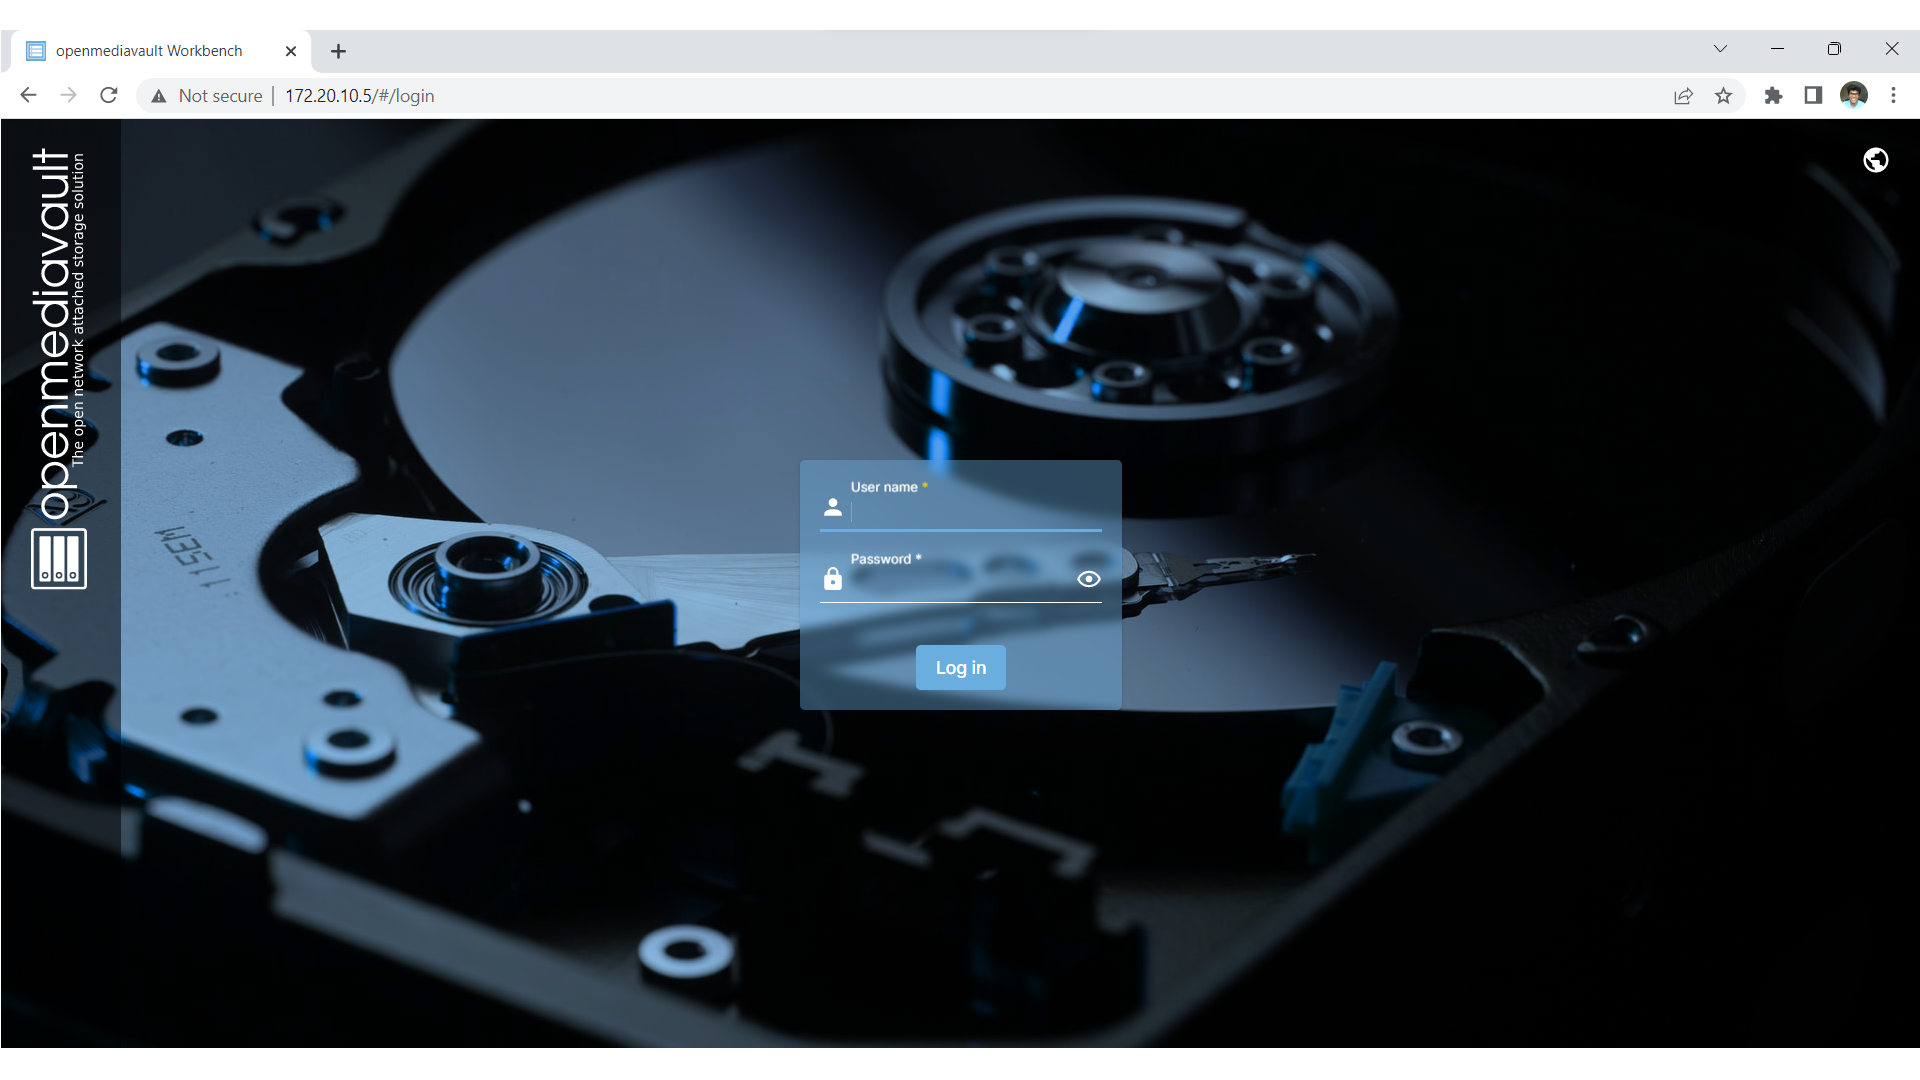 openmediavault Workbench
Not secure
172.20.10.5/#/login
openmediavault
The open network attached storage solution
User name *
Password *
Log in